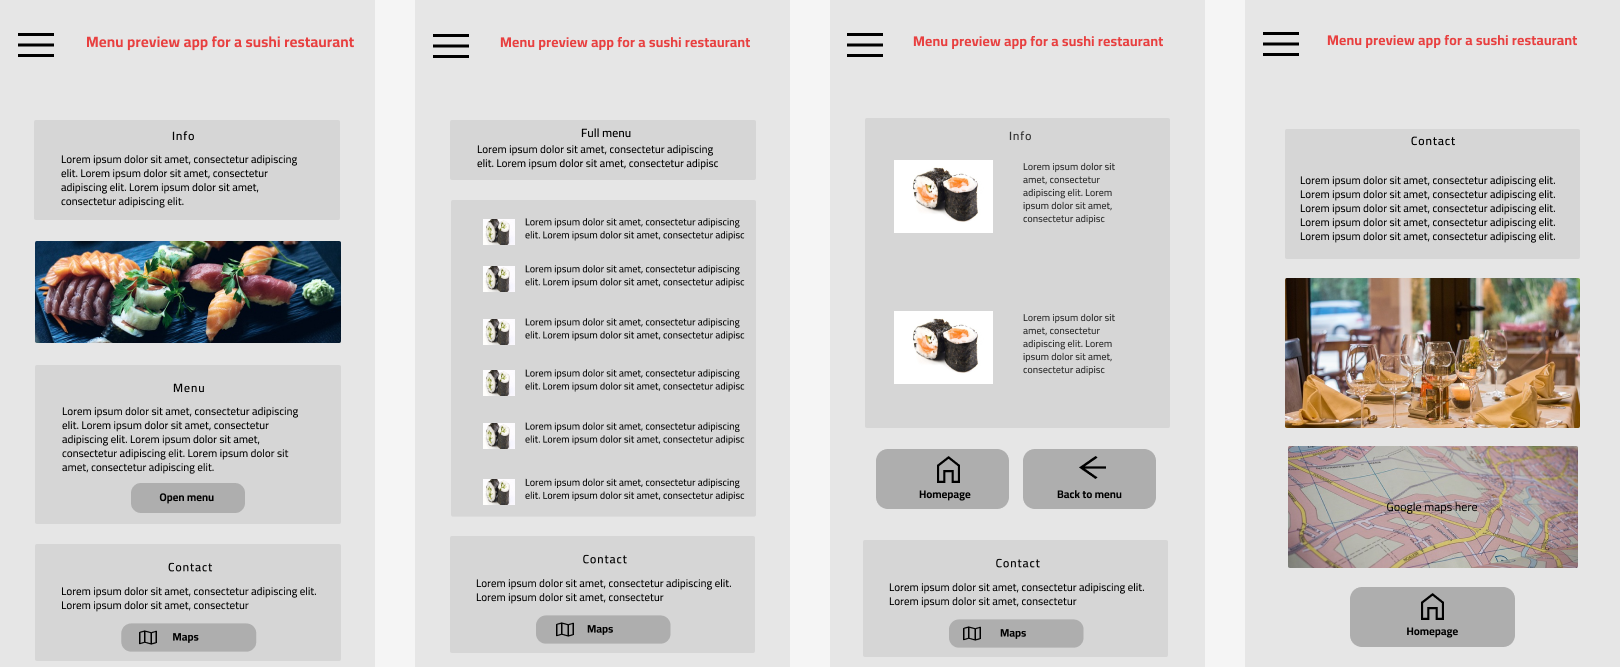 Menu preview app for a sushi restaurant
Info
Lorem ipsum dolor sit amet, consectetur adipiscing
elit. Lorem ipsum dolor sit amet, consectetur
adipiscing elit. Lorem ipsum dolor sit amet,
consectetur adipiscing elit.
Menu
Lorem ipsum dolor sit amet, consectetur adipiscing
elit. Lorem ipsum dolor sit amet, consectetur
adipiscing elit. Lorem ipsum dolor sit amet,
consectetur adipiscing elit. Lorem ipsum dolor sit
amet, consectetur adipiscing elit.
Open menu
Contact
Lorem ipsum dolor sit amet, consectetur adipiscing elit.
Lorem ipsum dolor sit amet, consectetur
Maps
Menu preview app for a sushi restaurant
Full menu
Lorem ipsum dolor sit amet, consectetur adipiscing
elit. Lorem ipsum dolor sit amet, consectetur adipisc
Lorem ipsum dolor sit amet, consectetur adipiscing
elit. Lorem ipsum dolor sit amet, consectetur adipisc
Lorem ipsum dolor sit amet, consectetur adipiscing
elit. Lorem ipsum dolor sit amet, consectetur adipisc
Lorem ipsum dolor sit amet, consectetur adipiscing
elit. Lorem ipsum dolor sit amet, consectetur adipisc
Lorem ipsum dolor sit amet, consectetur adipiscing
elit. Lorem ipsum dolor sit amet, consectetur adipisc
Lorem ipsum dolor sit amet, consectetur adipiscing
elit. Lorem ipsum dolor sit amet, consectetur adipisc
Lorem ipsum dolor sit amet, consectetur adipiscing
elit. Lorem ipsum dolor sit amet, consectetur adipisc
Contact
Lorem ipsum dolor sit amet, consectetur adipiscing elit.
Lorem ipsum dolor sit amet, consectetur
Maps
Menu preview app for a sushi restaurant
Info
Lorem ipsum dolor sit
amet, consectetur
adipiscing elit. Lorem
ipsum dolor sit amet,
consectetur adipisc
Lorem ipsum dolor sit
amet, consectetur
adipiscing elit. Lorem
ipsum dolor sit amet,
consectetur adipisc
Homepage
Back to menu
Contact
Lorem ipsum dolor sit amet, consectetur adipiscing elit.
Lorem ipsum dolor sit amet, consectetur
Maps
Menu preview app for a sushi restaurant
Contact
Lorem ipsum dolor sit amet, consectetur adipiscing elit.
Lorem ipsum dolor sit amet, consectetur adipiscing elit.
Lorem ipsum dolor sit amet, consectetur adipiscing elit.
Lorem ipsum dolor sit amet, consectetur adipiscing elit.
Lorem ipsum dolor sit amet, consectetur adipiscing elit.
Google maps here
Homepage